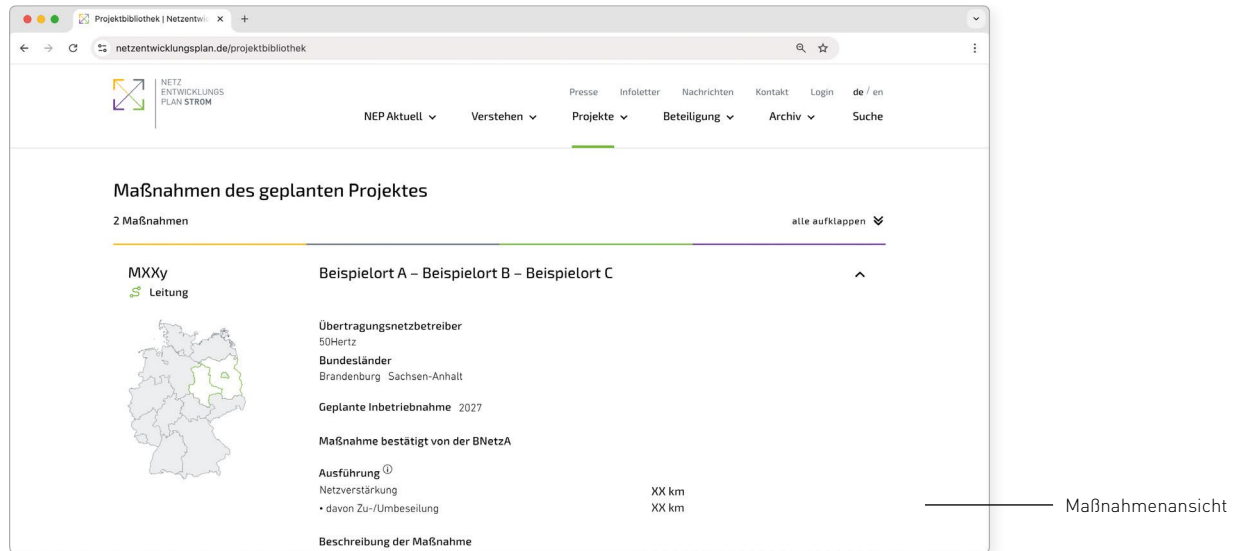 Projektbibliothek | Netzentwic
netzentwicklungsplan.de/projektbibliothek
NETZ
ENTWICKLUNGS
PLAN STROM
Presse Infoletter Nachrichten Kontakt Login de / en
NEP Aktuell Verstehen Projekte Beteiligung Archiv Suche
Maßnahmen des geplanten Projektes
2 Maßnahmen
alle aufklappen
MXXy
Leitung
Beispielort A – Beispielort B – Beispielort C
Übertragungsnetzbetreiber
50Hertz
Bundesländer
Brandenburg Sachsen-Anhalt
Geplante Inbetriebnahme 2027
Maßnahme bestätigt von der BNetzA
Ausführung
Netzverstärkung XX km
• davon Zu-/Umbeseilung XX km
Beschreibung der Maßnahme
Maßnahmenansicht